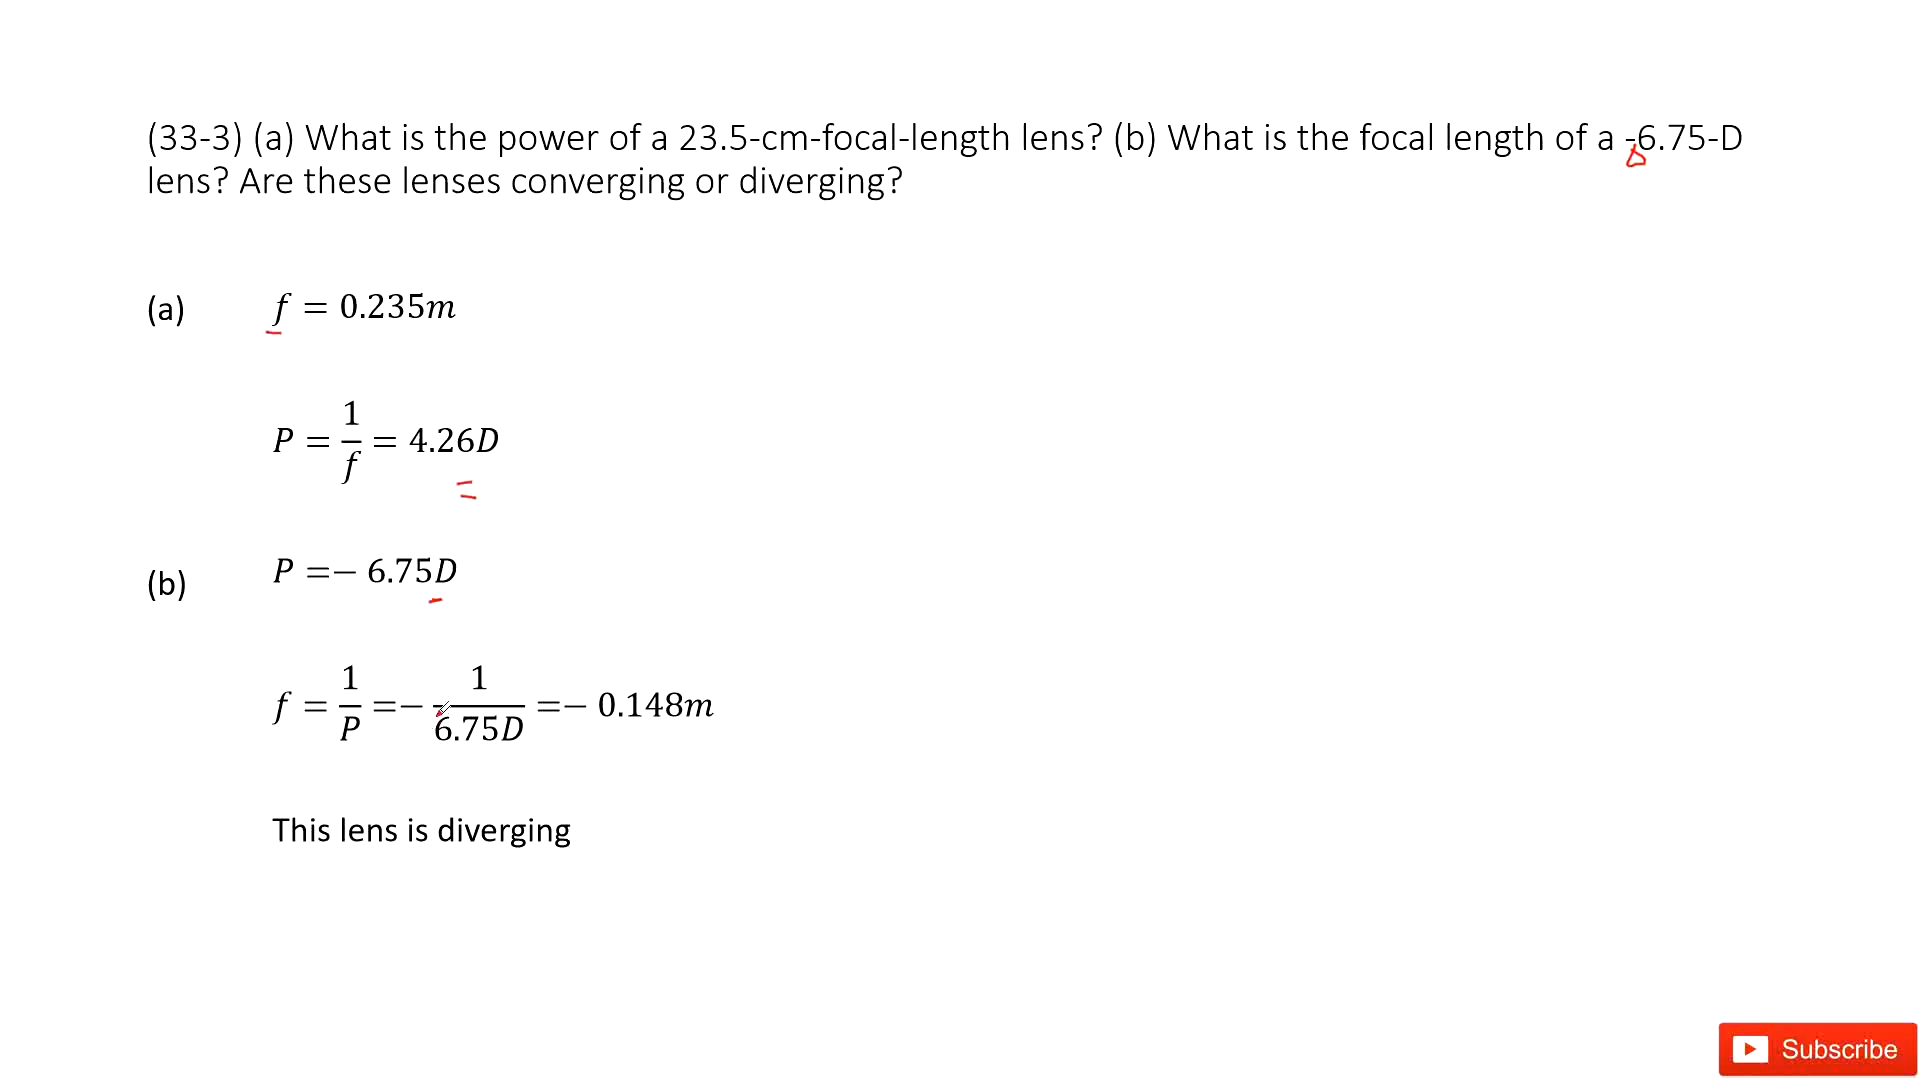 (33-3) (a) What is the power of a 23.5-cm-focal-length lens? (b) What is the focal length of a -6.75-D
lens? Are these lenses converging or diverging?
(a) f = 0.235m
P = 1/f = 4.26D
(b) P =− 6.75D
f = 1/P =− 1/6.75D =− 0.148m
This lens is diverging
Subscribe